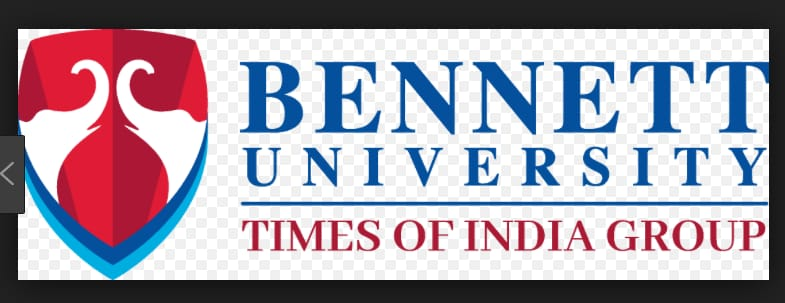 BENNETT
UNIVERSITY
TIMES OF INDIA GROUP